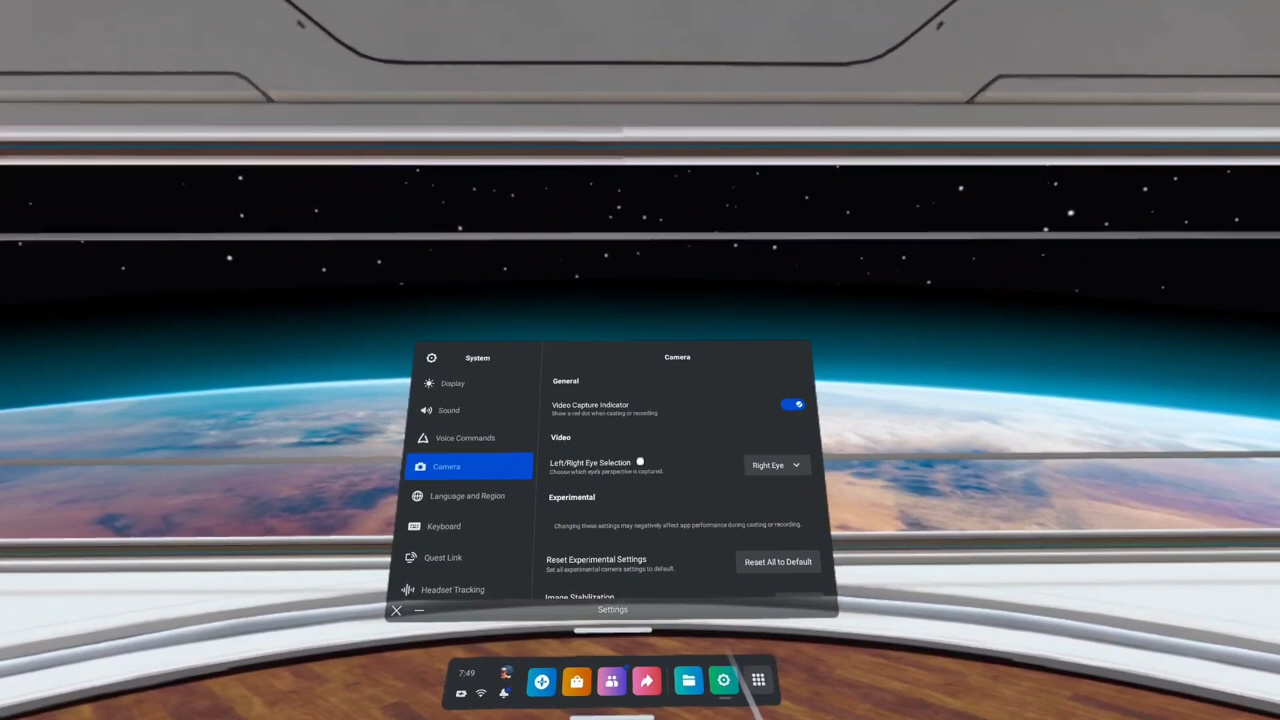 System
Display
Sound
Voice Commands
Camera
Language and Region
Keyboard
Quest Link
Headset Tracking
Camera
General
Video Capture Indicator
Show a red dot when casting or recording.
Video
Left/Right Eye Selection
Choose which eye's perspective is captured.
Right Eye
Experimental
Changing these settings may negatively affect app performance during casting or recording.
Reset Experimental Settings
Set all experimental camera settings to default.
Reset All to Default
Image Stabilization
Settings
7:49